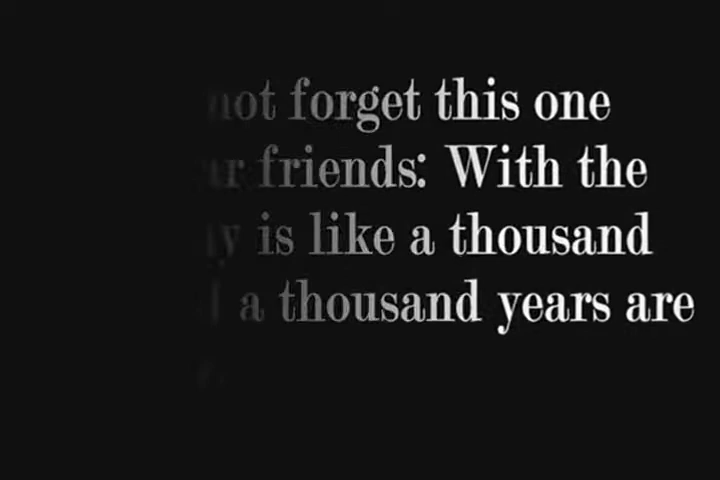 not forget this one
friends: With the
is like a thousand
a thousand years are